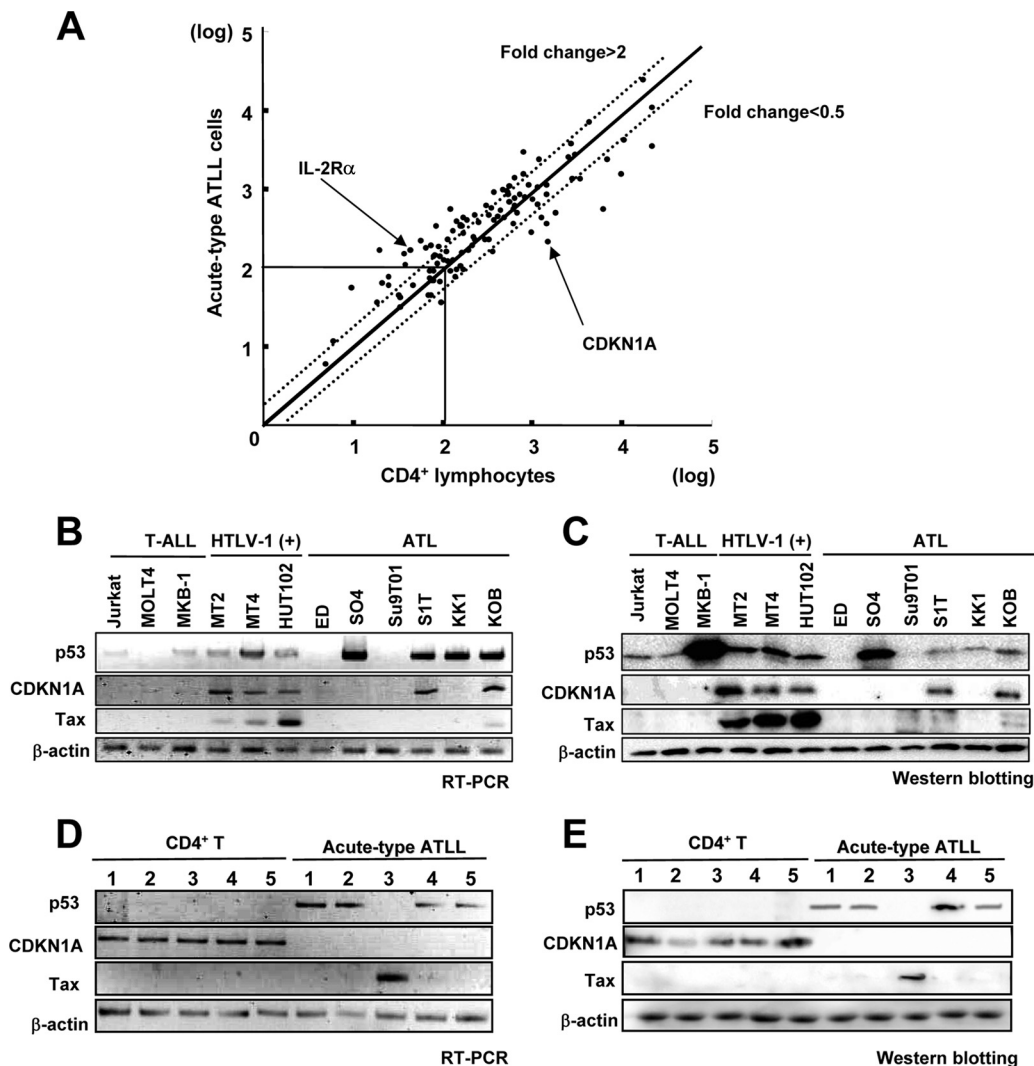 A
(log)
5
Fold change>2
4
Fold change<0.5
IL-2Rα
3
Acute-type ATLL cells
2
CDKN1A
1
0
1 2 3 4 5
CD4⁺ lymphocytes (log)
B
T-ALL HTLV-1 (+) ATL
Jurkat MOLT4 MKB-1 MT2 MT4 HUT102 ED SO4 Su9T01 S1T KK1 KOB
p53
CDKN1A
Tax
β-actin
RT-PCR
C
T-ALL HTLV-1 (+) ATL
Jurkat MOLT4 MKB-1 MT2 MT4 HUT102 ED SO4 Su9T01 S1T KK1 KOB
p53
CDKN1A
Tax
β-actin
Western blotting
D
CD4⁺ T Acute-type ATLL
1 2 3 4 5 1 2 3 4 5
p53
CDKN1A
Tax
β-actin
RT-PCR
E
CD4⁺ T Acute-type ATLL
1 2 3 4 5 1 2 3 4 5
p53
CDKN1A
Tax
β-actin
Western blotting